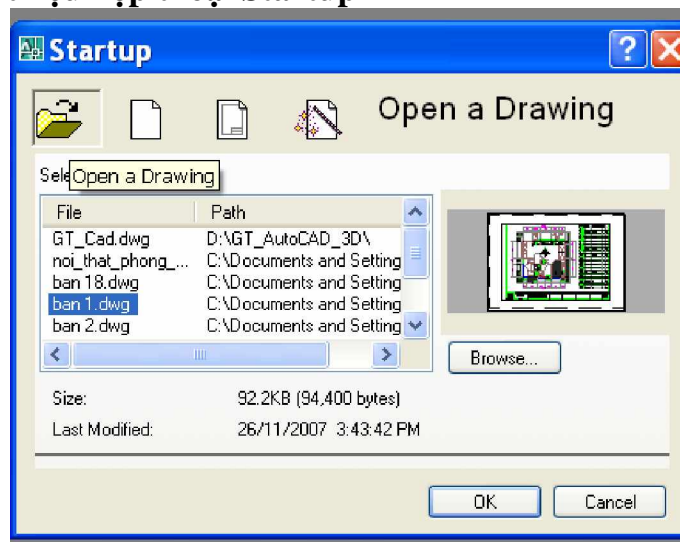 Startup
Open a Drawing
Open a Drawing
File Path
GT_Cad.dwg D:\GT_AutoCAD_3D\
noi_that_phong_... C:\Documents and Setting
ban 18.dwg C:\Documents and Setting
ban 1.dwg C:\Documents and Setting
ban 2.dwg C:\Documents and Setting
Browse...
Size: 92.2KB (94,400 bytes)
Last Modified: 26/11/2007 3:43:42 PM
OK Cancel